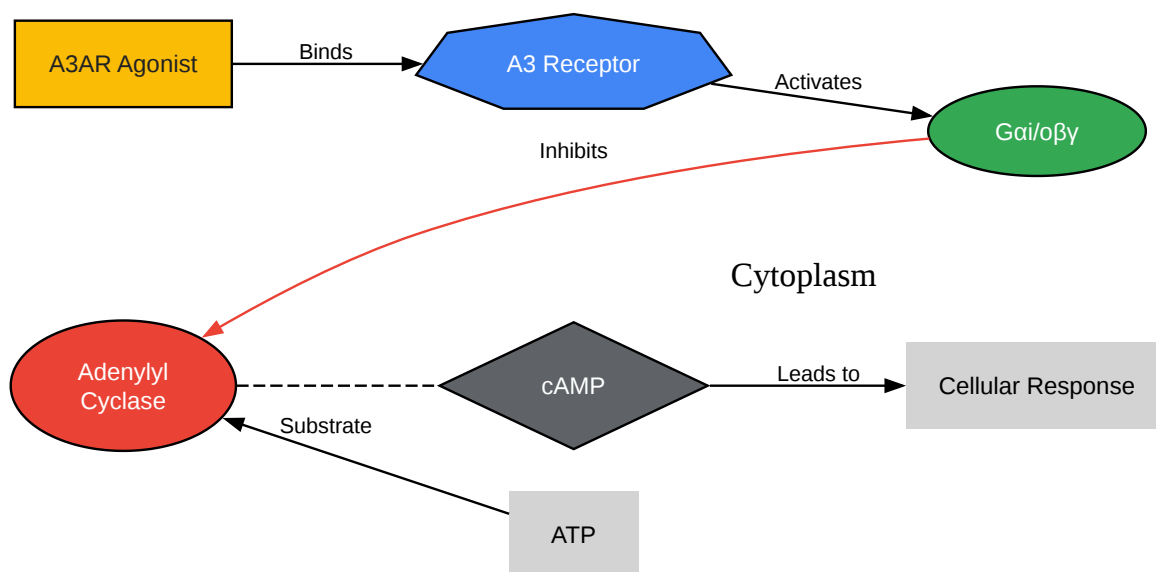 A3AR Agonist
Binds
A3 Receptor
Activates
Gαi/oβγ
Inhibits
Cytoplasm
Adenylyl
Cyclase
cAMP
Leads to
Cellular Response
Substrate
ATP